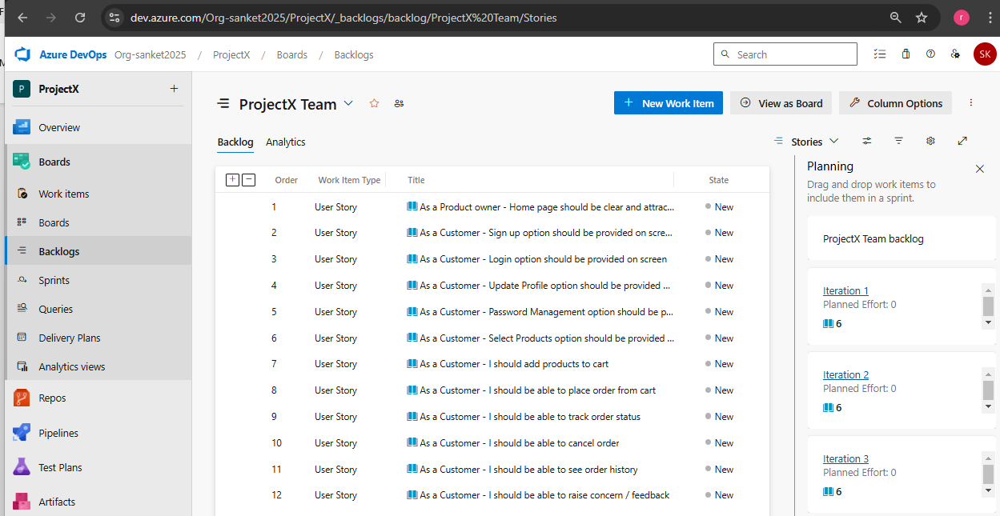 dev.azure.com/Org-sanket2025/ProjectX/_backlogs/backlog/ProjectX%20Team/Stories
r
Azure DevOps Org-sanket2025 / ProjectX / Boards / Backlogs
Search
SK
P ProjectX +
Overview
Boards
Work items
Boards
Backlogs
Sprints
Queries
Delivery Plans
Analytics views
Repos
Pipelines
Test Plans
Artifacts
ProjectX Team
+ New Work Item
View as Board
Column Options
Backlog Analytics
Stories
Order Work Item Type Title State
1 User Story As a Product owner - Home page should be clear and attrac... New
2 User Story As a Customer - Sign up option should be provided on scre... New
3 User Story As a Customer - Login option should be provided on screen New
4 User Story As a Customer - Update Profile option should be provided ... New
5 User Story As a Customer - Password Management option should be p... New
6 User Story As a Customer - Select Products option should be provided ... New
7 User Story As a Customer - I should add products to cart New
8 User Story As a Customer - I should be able to place order from cart New
9 User Story As a Customer - I should be able to track order status New
10 User Story As a Customer - I should be able to cancel order New
11 User Story As a Customer - I should be able to see order history New
12 User Story As a Customer - I should be able to raise concern / feedback New
Planning
Drag and drop work items to
include them in a sprint.
ProjectX Team backlog
Iteration 1
Planned Effort: 0
6
Iteration 2
Planned Effort: 0
6
Iteration 3
Planned Effort: 0
6